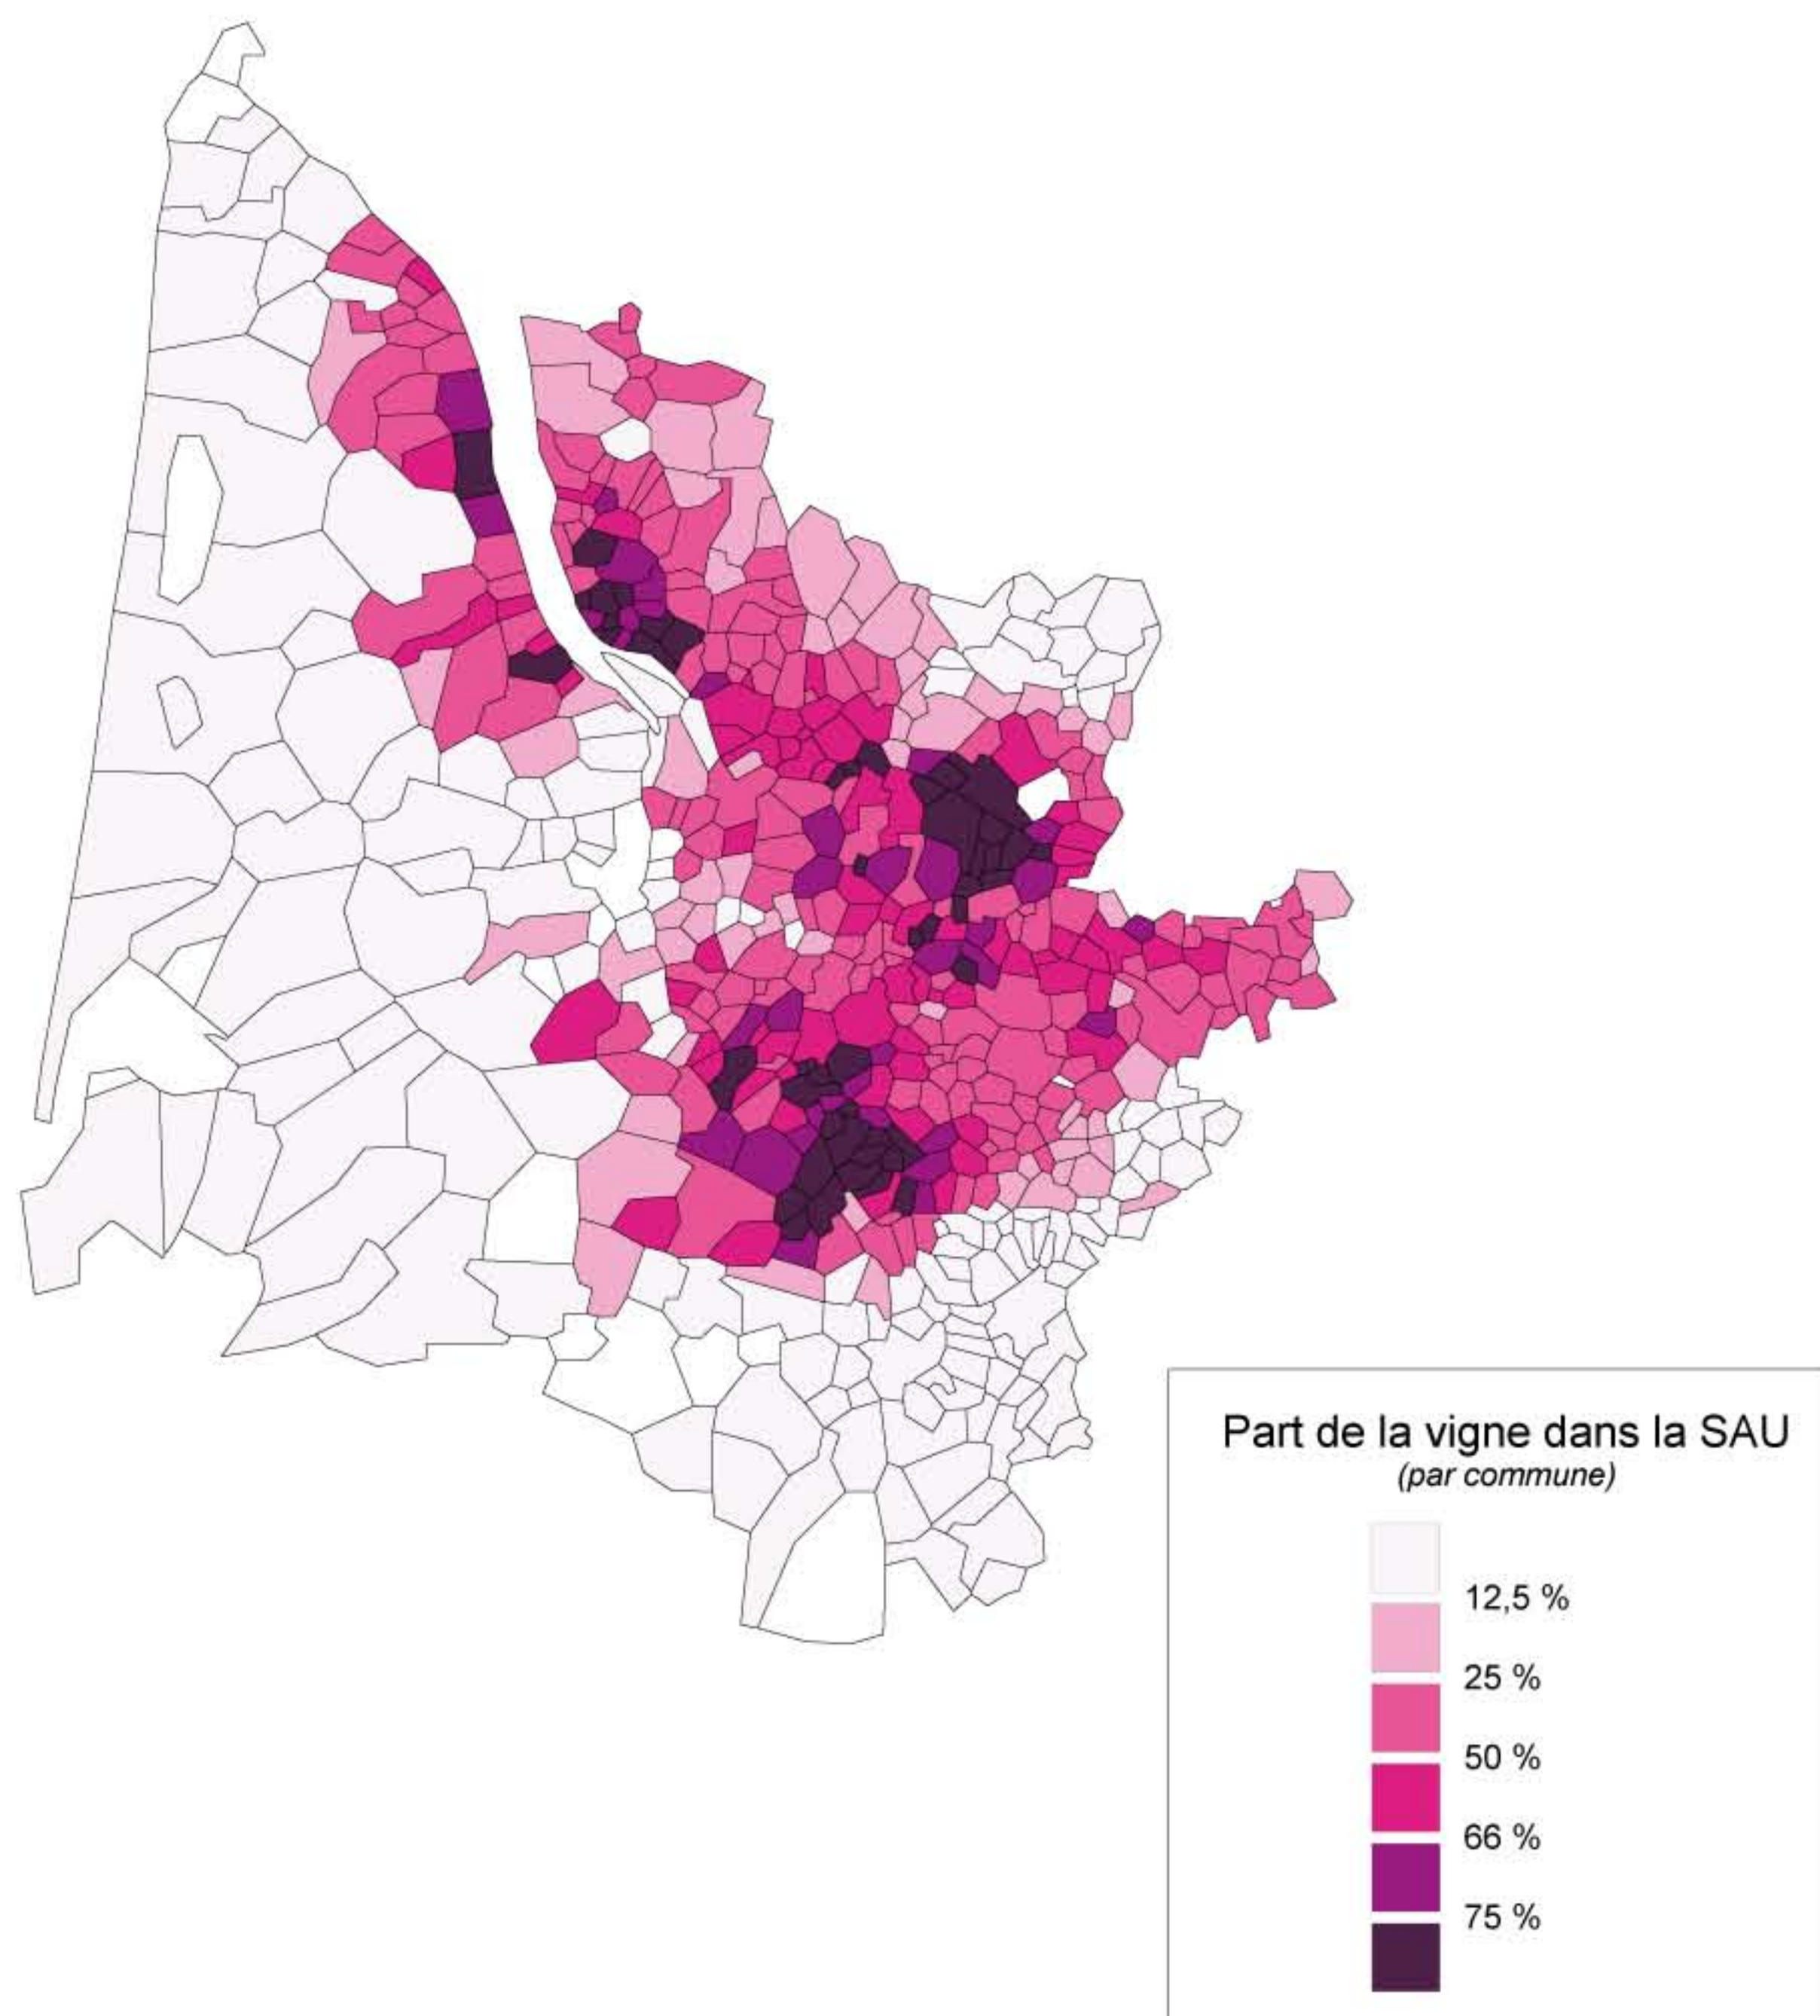 Part de la vigne dans la SAU
(par commune)
12,5 %
25 %
50 %
66 %
75 %